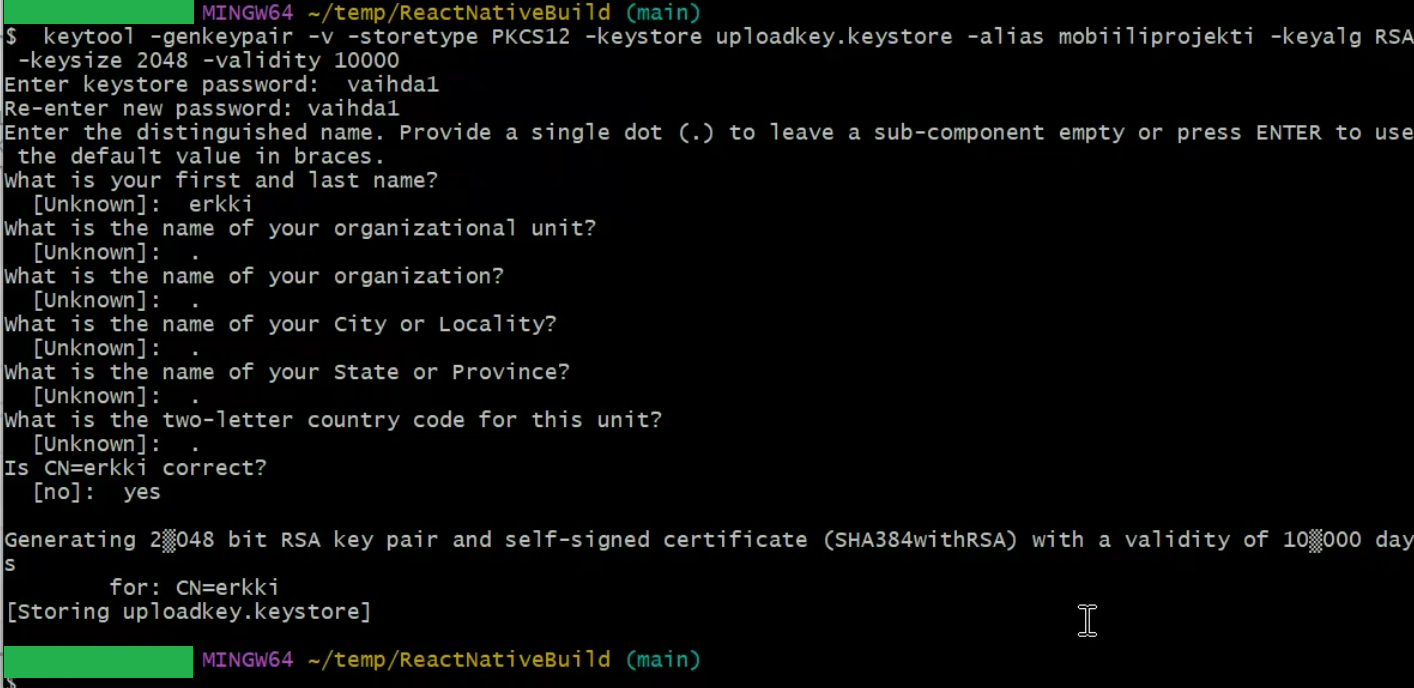 MINGW64 ~/temp/ReactNativeBuild (main)
$ keytool -genkeypair -v -storetype PKCS12 -keystore uploadkey.keystore -alias mobiiliprojekti -keyalg RSA
-keysize 2048 -validity 10000
Enter keystore password: vaihda1
Re-enter new password: vaihda1
Enter the distinguished name. Provide a single dot (.) to leave a sub-component empty or press ENTER to use
the default value in braces.
What is your first and last name?
[Unknown]: erkki
What is the name of your organizational unit?
[Unknown]: .
What is the name of your organization?
[Unknown]: .
What is the name of your City or Locality?
[Unknown]: .
What is the name of your State or Province?
[Unknown]: .
What is the two-letter country code for this unit?
[Unknown]: .
Is CN=erkki correct?
[no]: yes
Generating 2▒048 bit RSA key pair and self-signed certificate (SHA384withRSA) with a validity of 10▒000 day
s
for: CN=erkki
[Storing uploadkey.keystore]
MINGW64 ~/temp/ReactNativeBuild (main)
$